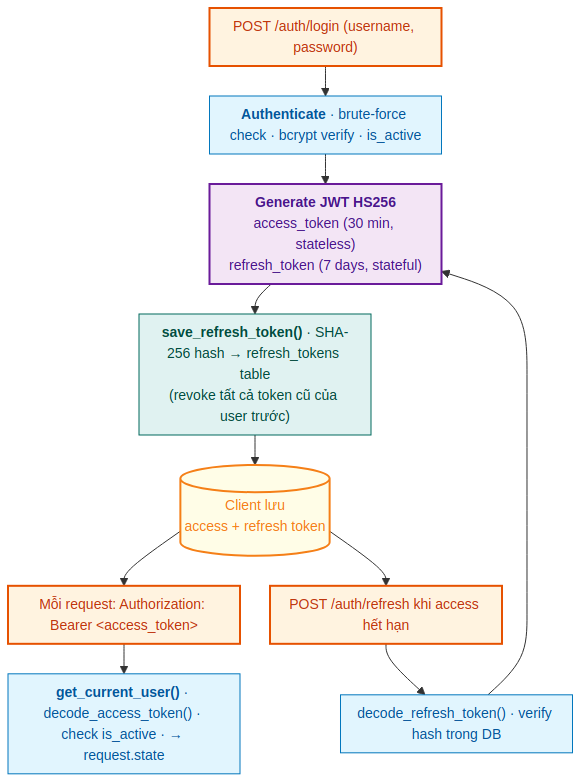 POST /auth/login (username,
password)
Authenticate · brute-force
check · bcrypt verify · is_active
Generate JWT HS256
access_token (30 min,
stateless)
refresh_token (7 days, stateful)
save_refresh_token() · SHA-
256 hash → refresh_tokens
table
(revoke tất cả token cũ của
user trước)
Client lưu
access + refresh token
Mỗi request: Authorization:
Bearer <access_token>
POST /auth/refresh khi access
hết hạn
get_current_user() ·
decode_access_token() ·
check is_active · →
request.state
decode_refresh_token() · verify
hash trong DB